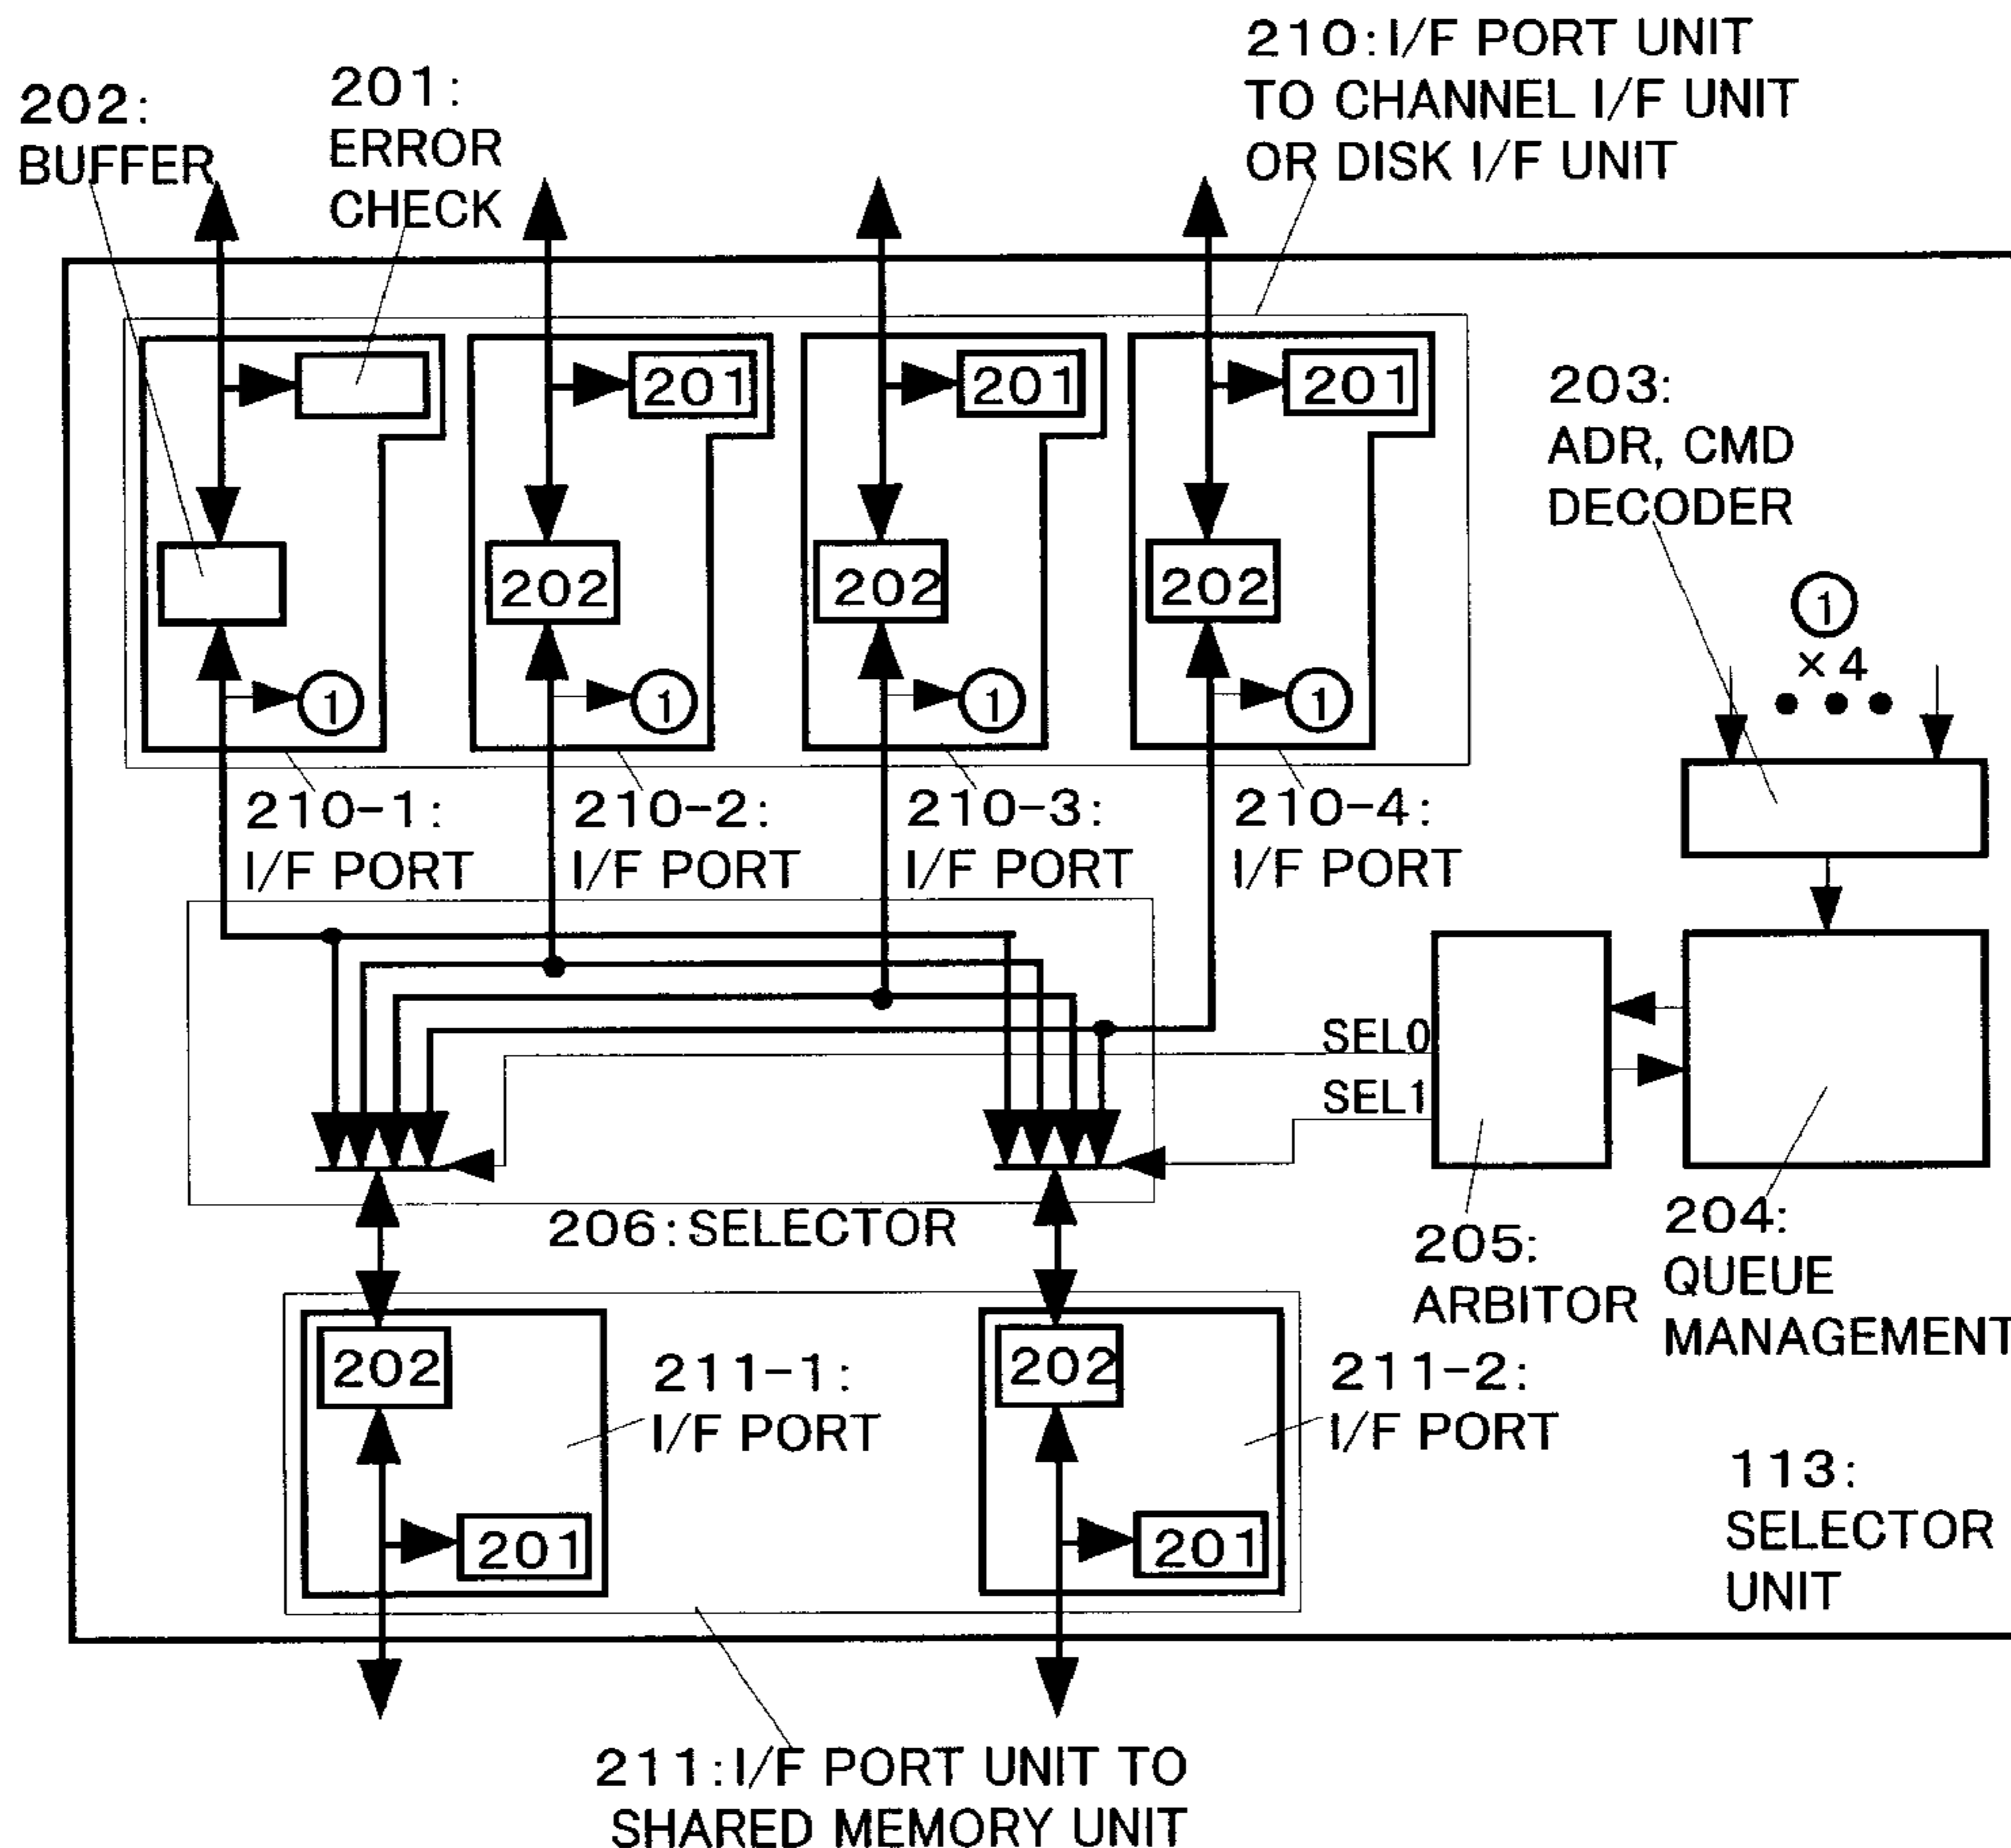 210:I/F PORT UNIT
TO CHANNEL I/F UNIT
OR DISK I/F UNIT
202:
BUFFER
201:
ERROR
CHECK
201
201
201
203:
ADR, CMD
DECODER
202
202
202
1
×4
1
1
1
1
210-1:
I/F PORT
210-2:
I/F PORT
210-3:
I/F PORT
210-4:
I/F PORT
SEL0
SEL1
206:SELECTOR
205:
ARBITOR
204:
QUEUE
MANAGEMENT
202
211-1:
I/F PORT
202
211-2:
I/F PORT
201
201
113:
SELECTOR
UNIT
211:I/F PORT UNIT TO
SHARED MEMORY UNIT